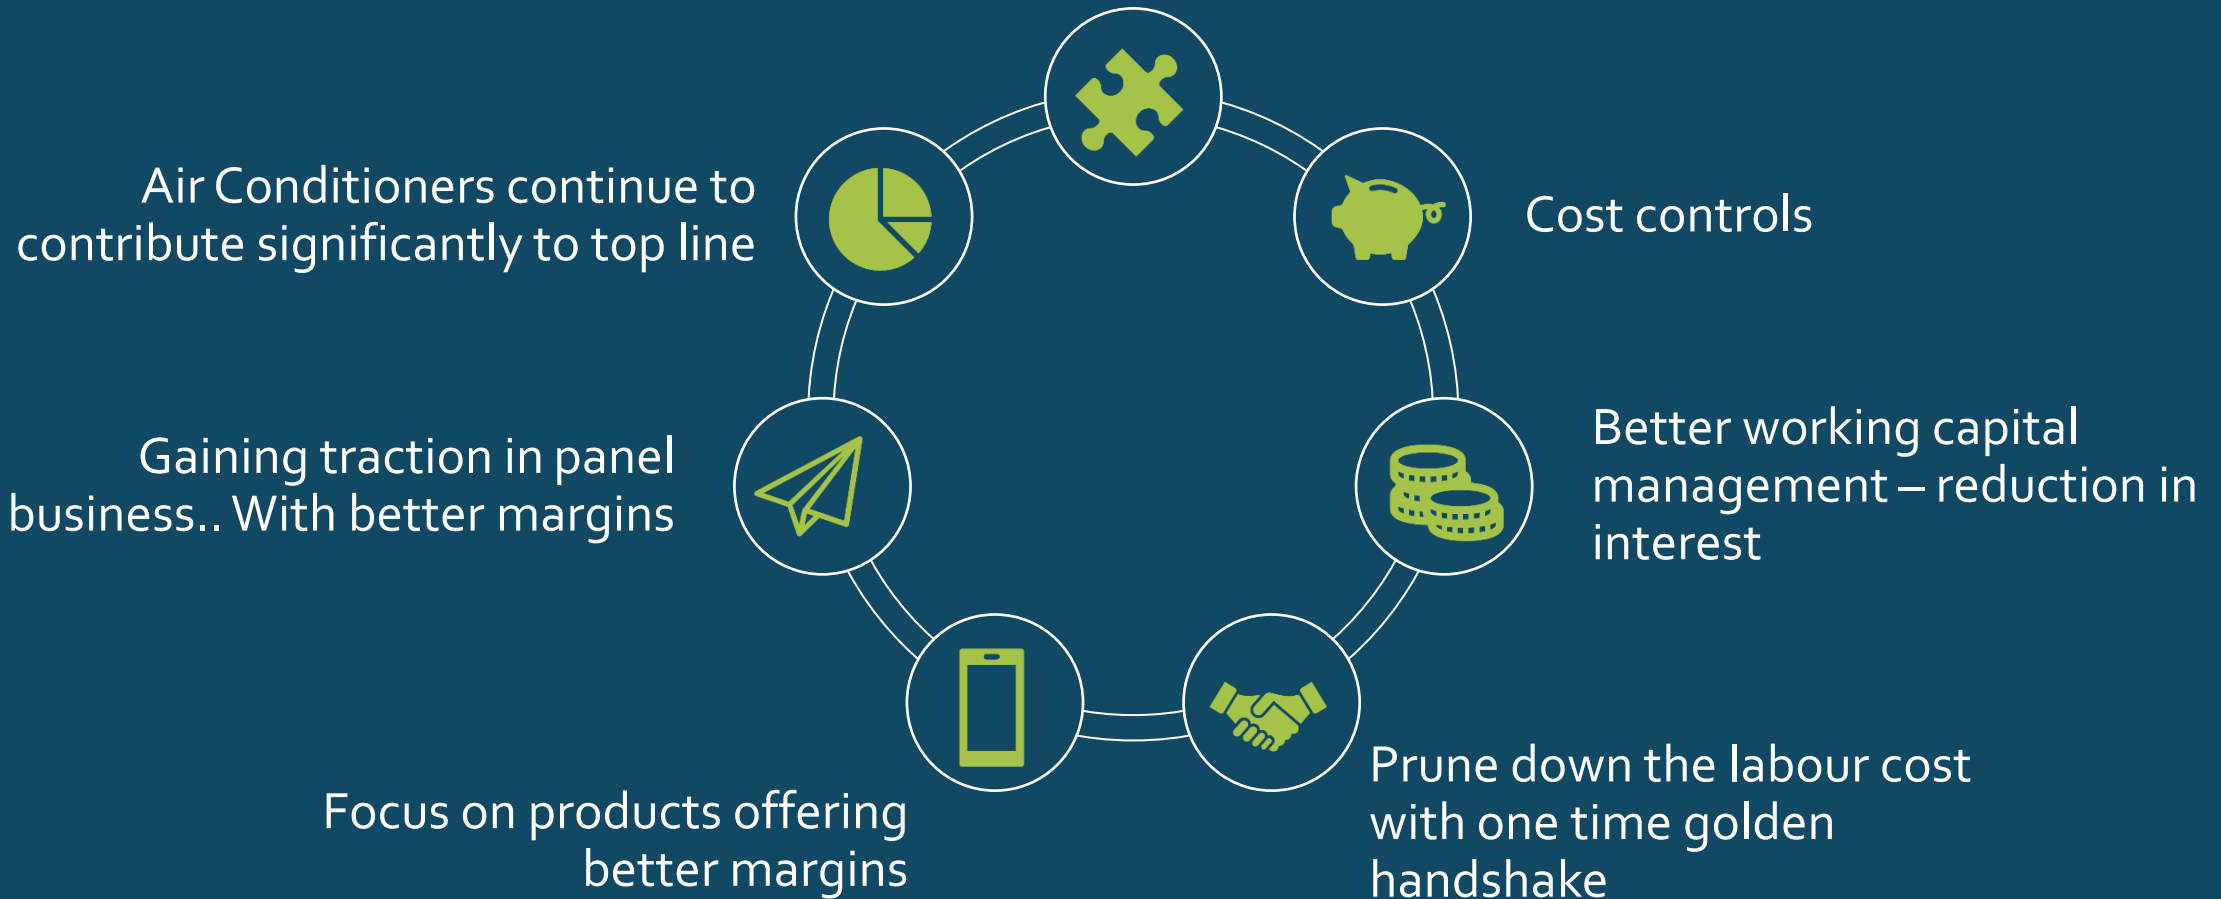 Air Conditioners continue to
contribute significantly to top line
Cost controls
Gaining traction in panel
business.. With better margins
Better working capital
management – reduction in
interest
Focus on products offering
better margins
Prune down the labour cost
with one time golden
handshake